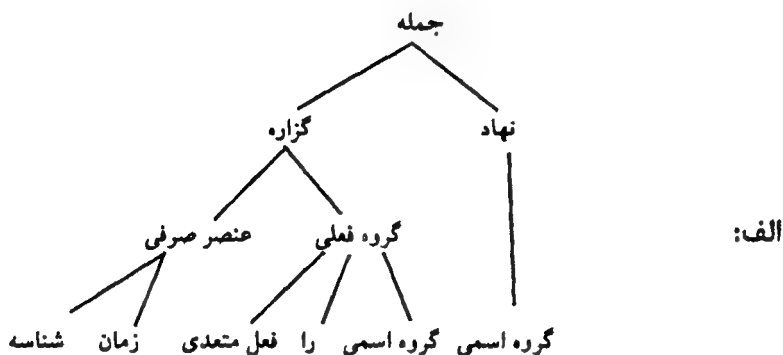 جمله
نهاد گزاره
الف: گروه فعلی عنصر صرفی
گروه اسمی گروه اسمی را فعل متعدی زمان شناسه